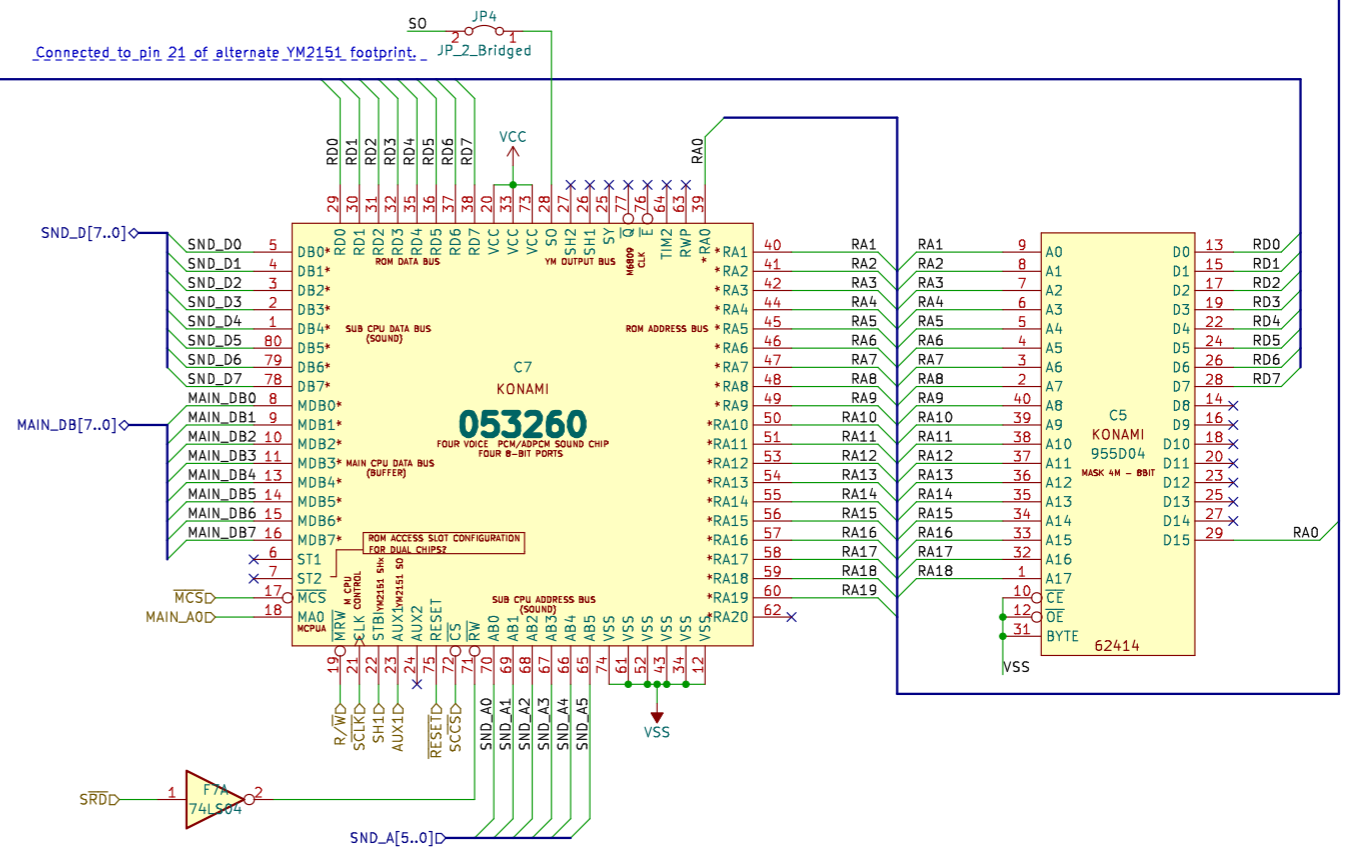 SO
JP4
2 1
JP_2_Bridged
Connected to pin 21 of alternate YM2151 footprint.
VCC
RD0 RD1 RD2 RD3 RD4 RD5 RD6 RD7
RA0
29 30 31 32 35 36 37 38 20 33 73 28 27 26 25 77 76 64 63 39
RD0 RD1 RD2 RD3 RD4 RD5 RD6 RD7 VCC VCC VCC SO SH2 SH1 SY Q E TIM2 RWP *RA0
ROM DATA BUS
YM OUTPUT BUS
M6809
CLK
SND_D[7..0]
SND_D0 5 DB0*
SND_D1 4 DB1*
SND_D2 3 DB2*
SND_D3 2 DB3*
SND_D4 1 DB4*
SND_D5 80 DB5*
SND_D6 79 DB6*
SND_D7 78 DB7*
SUB CPU DATA BUS
(SOUND)
MAIN_DB[7..0]
MAIN_DB0 8 MDB0*
MAIN_DB1 9 MDB1*
MAIN_DB2 10 MDB2*
MAIN_DB3 11 MDB3*
MAIN_DB4 13 MDB4*
MAIN_DB5 14 MDB5*
MAIN_DB6 15 MDB6*
MAIN_DB7 16 MDB7*
MAIN CPU DATA BUS
(BUFFER)
6 ST1
7 ST2
MCS 17 MCS
MAIN_A0 18 MA0
MCPUA
ROM ACCESS SLOT CONFIGURATION
FOR DUAL CHIPS?
M CPU
CONTROL
YM2151 SHx
YM2151 SO
C7
KONAMI
053260
FOUR VOICE PCM/ADPCM SOUND CHIP
FOUR 8-BIT PORTS
ROM ADDRESS BUS
*RA1 40 RA1
*RA2 41 RA2
*RA3 42 RA3
*RA4 44 RA4
*RA5 45 RA5
*RA6 46 RA6
*RA7 47 RA7
*RA8 48 RA8
*RA9 49 RA9
*RA10 50 RA10
*RA11 51 RA11
*RA12 53 RA12
*RA13 54 RA13
*RA14 55 RA14
*RA15 56 RA15
*RA16 57 RA16
*RA17 58 RA17
*RA18 59 RA18
*RA19 60 RA19
*RA20 62
SUB CPU ADDRESS BUS
(SOUND)
MRW CLK STBI AUX1 AUX2 RESET CS RW AB0 AB1 AB2 AB3 AB4 AB5 VSS VSS VSS VSS VSS VSS
19 21 22 23 24 75 72 71 70 69 68 67 66 65 74 61 52 43 34 12
R/W SCLK SH1 AUX1 RESET SCCS
SND_A0 SND_A1 SND_A2 SND_A3 SND_A4 SND_A5
VSS
SRD 1 2
F7A
74LS04
SND_A[5..0]
RA1 9 A0
RA2 8 A1
RA3 7 A2
RA4 6 A3
RA5 5 A4
RA6 4 A5
RA7 3 A6
RA8 2 A7
RA9 40 A8
RA10 39 A9
RA11 38 A10
RA12 37 A11
RA13 36 A12
RA14 35 A13
RA15 34 A14
RA16 33 A15
RA17 32 A16
RA18 1 A17
10 CE
12 OE
31 BYTE
VSS
C5
KONAMI
955D04
MASK 4M - 8BIT
62414
D0 13 RD0
D1 15 RD1
D2 17 RD2
D3 19 RD3
D4 22 RD4
D5 24 RD5
D6 26 RD6
D7 28 RD7
D8 14
D9 16
D10 18
D11 20
D12 23
D13 25
D14 27
D15 29 RA0